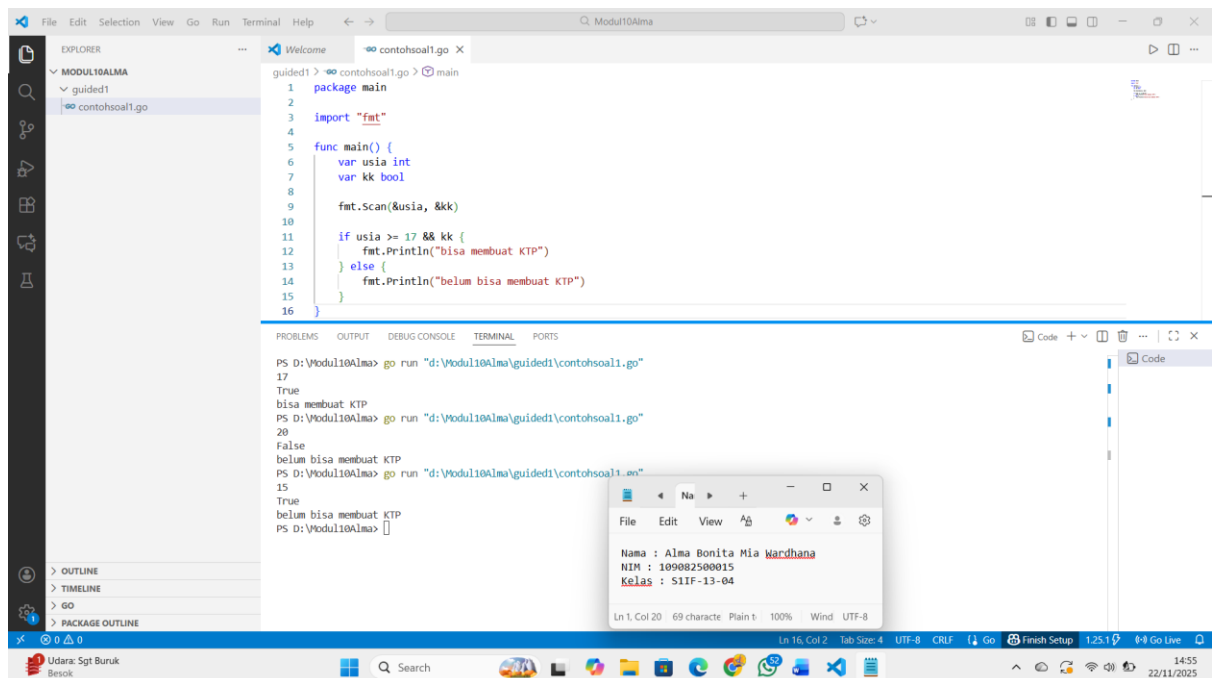 File Edit Selection View Go Run Terminal Help
Modul10Alma
EXPLORER
MODUL10ALMA
guided1
contohsoal1.go
OUTLINE
TIMELINE
GO
PACKAGE OUTLINE
Welcome contohsoal1.go
guided1 > contohsoal1.go > main
1 package main
2
3 import "fmt"
4
5 func main() {
6 var usia int
7 var kk bool
8
9 fmt.Scan(&usia, &kk)
10
11 if usia >= 17 && kk {
12 fmt.Println("bisa membuat KTP")
13 } else {
14 fmt.Println("belum bisa membuat KTP")
15 }
16 }
PROBLEMS OUTPUT DEBUG CONSOLE TERMINAL PORTS
Code
Code
PS D:\Modul10Alma> go run "d:\Modul10Alma\guided1\contohsoal1.go"
17
True
bisa membuat KTP
PS D:\Modul10Alma> go run "d:\Modul10Alma\guided1\contohsoal1.go"
20
False
belum bisa membuat KTP
PS D:\Modul10Alma> go run "d:\Modul10Alma\guided1\contohsoal1.go"
15
True
belum bisa membuat KTP
PS D:\Modul10Alma>
Na
File Edit View
Nama : Alma Bonita Mia Wardhana
NIM : 109082500015
Kelas : S1IF-13-04
Ln 1, Col 20 69 characte Plain t 100% Wind UTF-8
0 0 Ln 16, Col 2 Tab Size: 4 UTF-8 CRLF Go Finish Setup 1.25.1 Go Live
Udara: Sgt Buruk
Besok
Search
14:55
22/11/2025